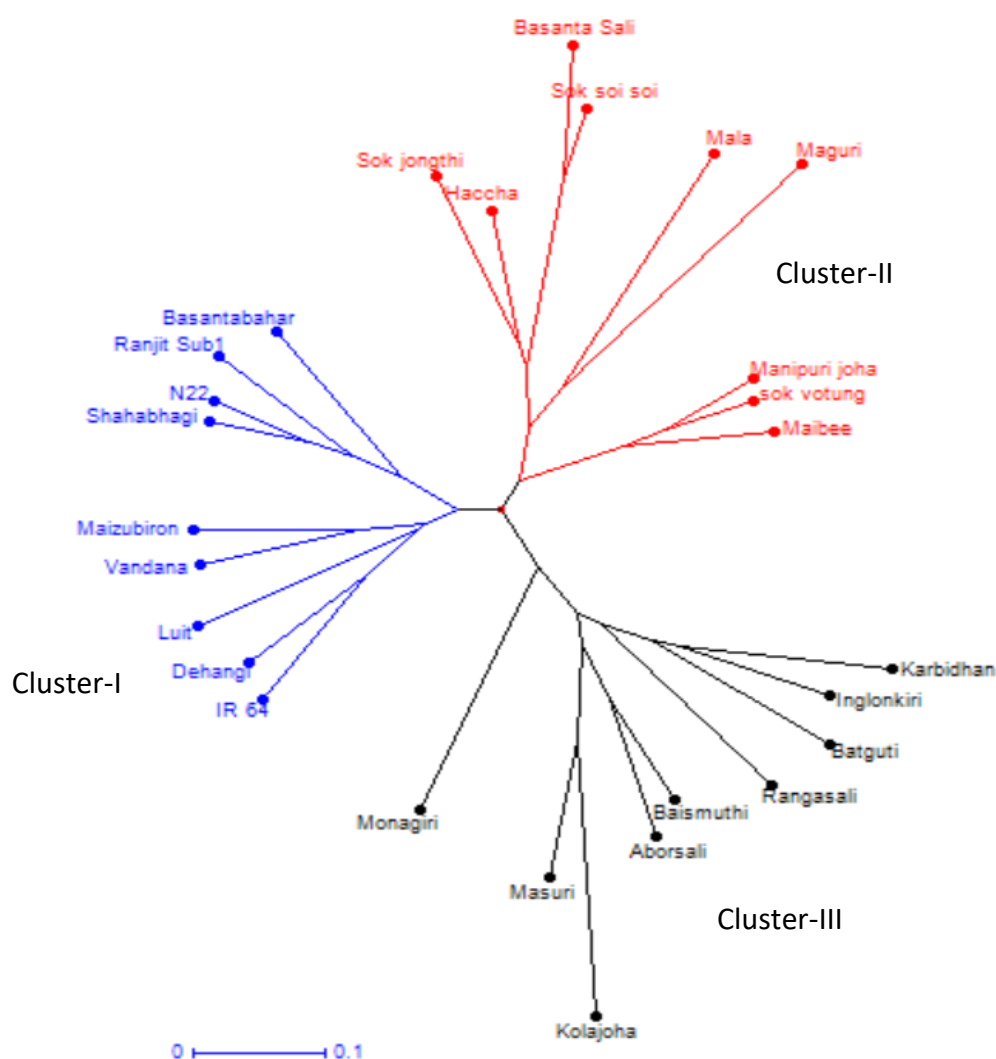 Basanta Sali
Sok soi soi
Mala
Maguri
Sok jongthi
Haccha
Cluster-II
Basantabahar
Ranjit Sub1
Manipuri joha
N22
sok votung
Shahabhagi
Maibee
Maizubiron
Vandana
Luit
Dehangi
Cluster-I
IR 64
Karbidhan
Inglonkiri
Batguti
Rangasali
Baismuthi
Monagiri
Aborsali
Masuri
Cluster-III
Kolajoha
0 0.1